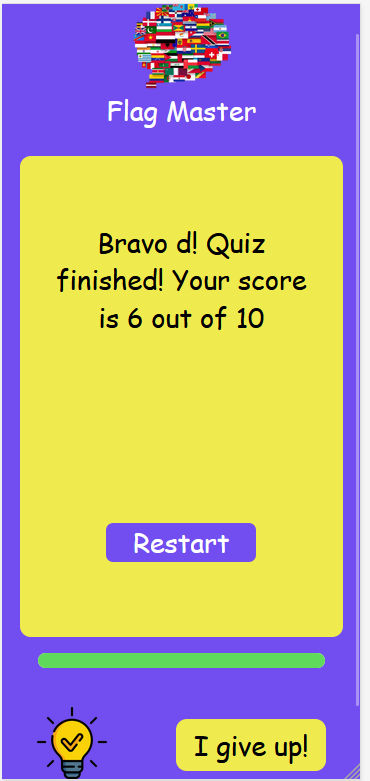 Flag Master
Bravo d! Quiz
finished! Your score
is 6 out of 10
Restart
I give up!